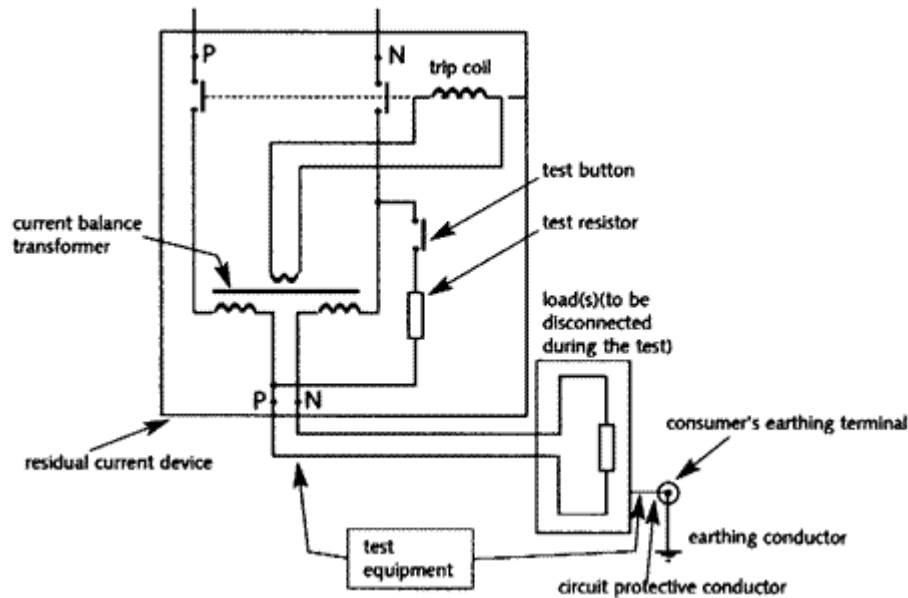 P
N
trip coil
test button
test resistor
current balance
transformer
load(s)(to be
disconnected
during the test)
P
N
consumer's earthing terminal
residual current device
test
equipment
earthing conductor
circuit protective conductor